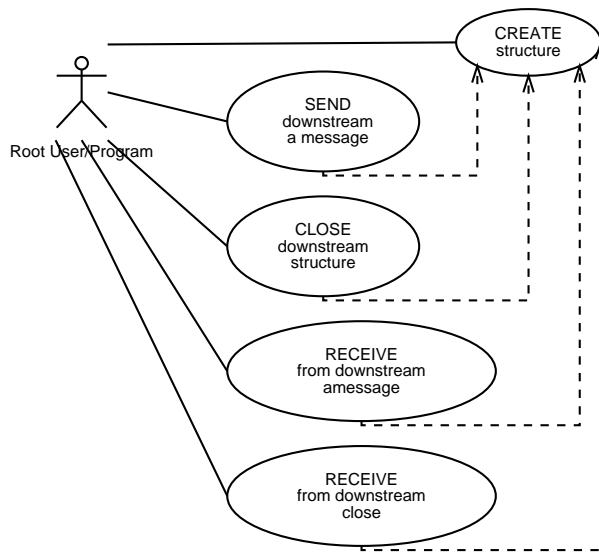 CREATE
structure
SEND
downstream
a message
Root User/Program
CLOSE
downstream
structure
RECEIVE
from downstream
amessage
RECEIVE
from downstream
close